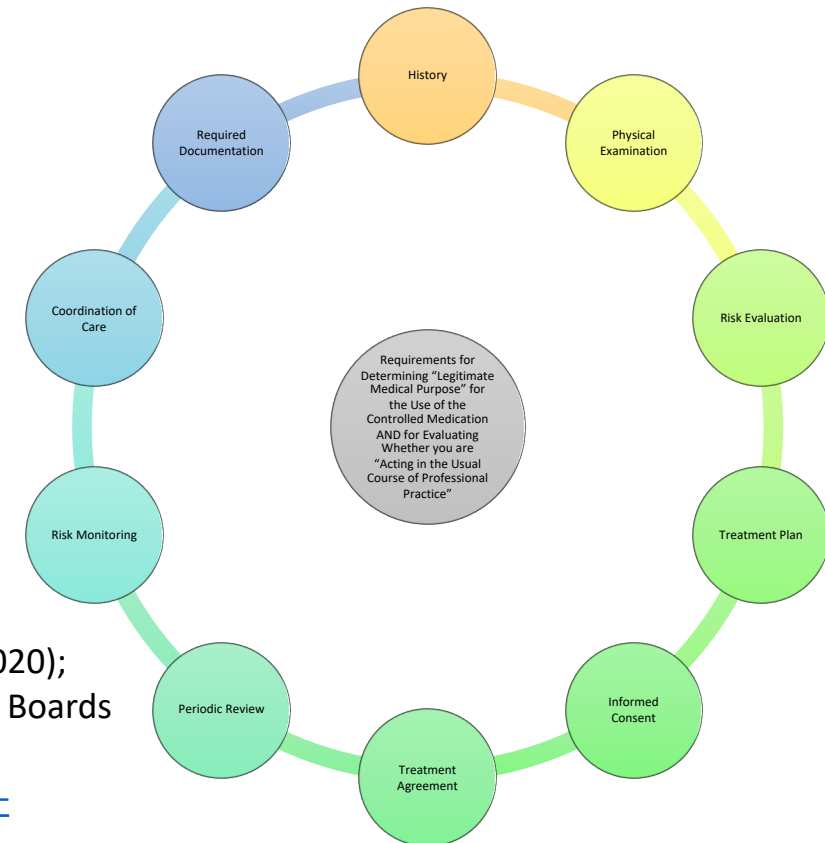 History
Physical
Examination
Risk Evaluation
Treatment Plan
Informed
Consent
Treatment
Agreement
Periodic Review
Risk Monitoring
Coordination of
Care
Required
Documentation
Requirements for
Determining “Legitimate
Medical Purpose” for
the Use of the
Controlled Medication
AND for Evaluating
Whether you are
“Acting in the Usual
Course of Professional
Practice”
020);
Boards